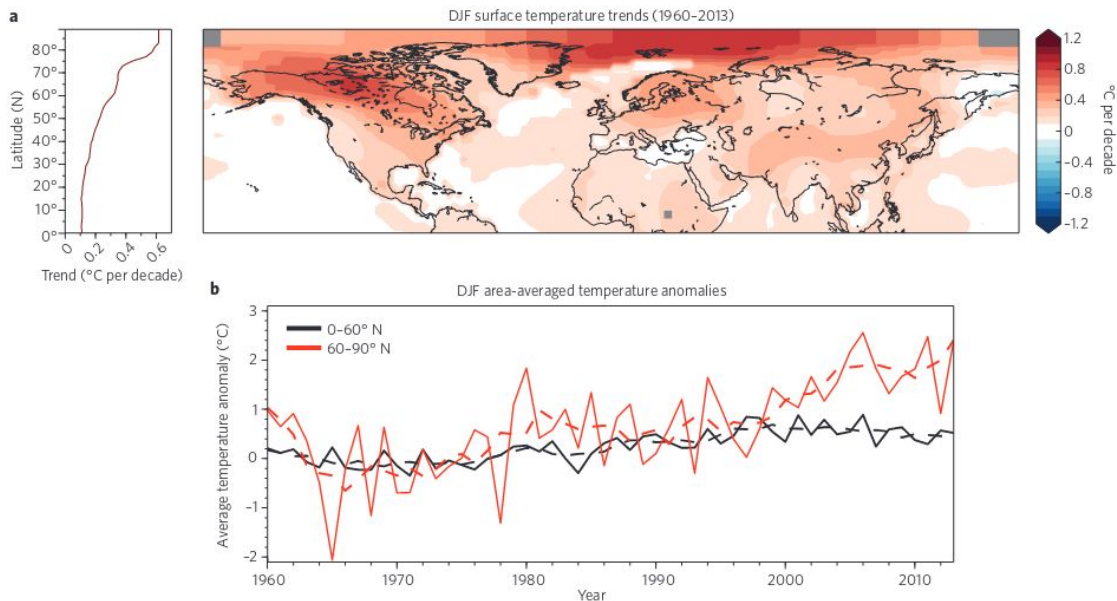 a
DJF surface temperature trends (1960–2013)
80°
70°
60°
50°
40°
30°
20°
10°
0°
Latitude (N)
0
0.2
0.4
0.6
Trend (°C per decade)
1.2
0.8
0.4
0
−0.4
−0.8
−1.2
°C per decade
b
DJF area-averaged temperature anomalies
3
2
1
0
−1
−2
Average temperature anomaly (°C)
0–60° N
60–90° N
1960
1970
1980
1990
2000
2010
Year